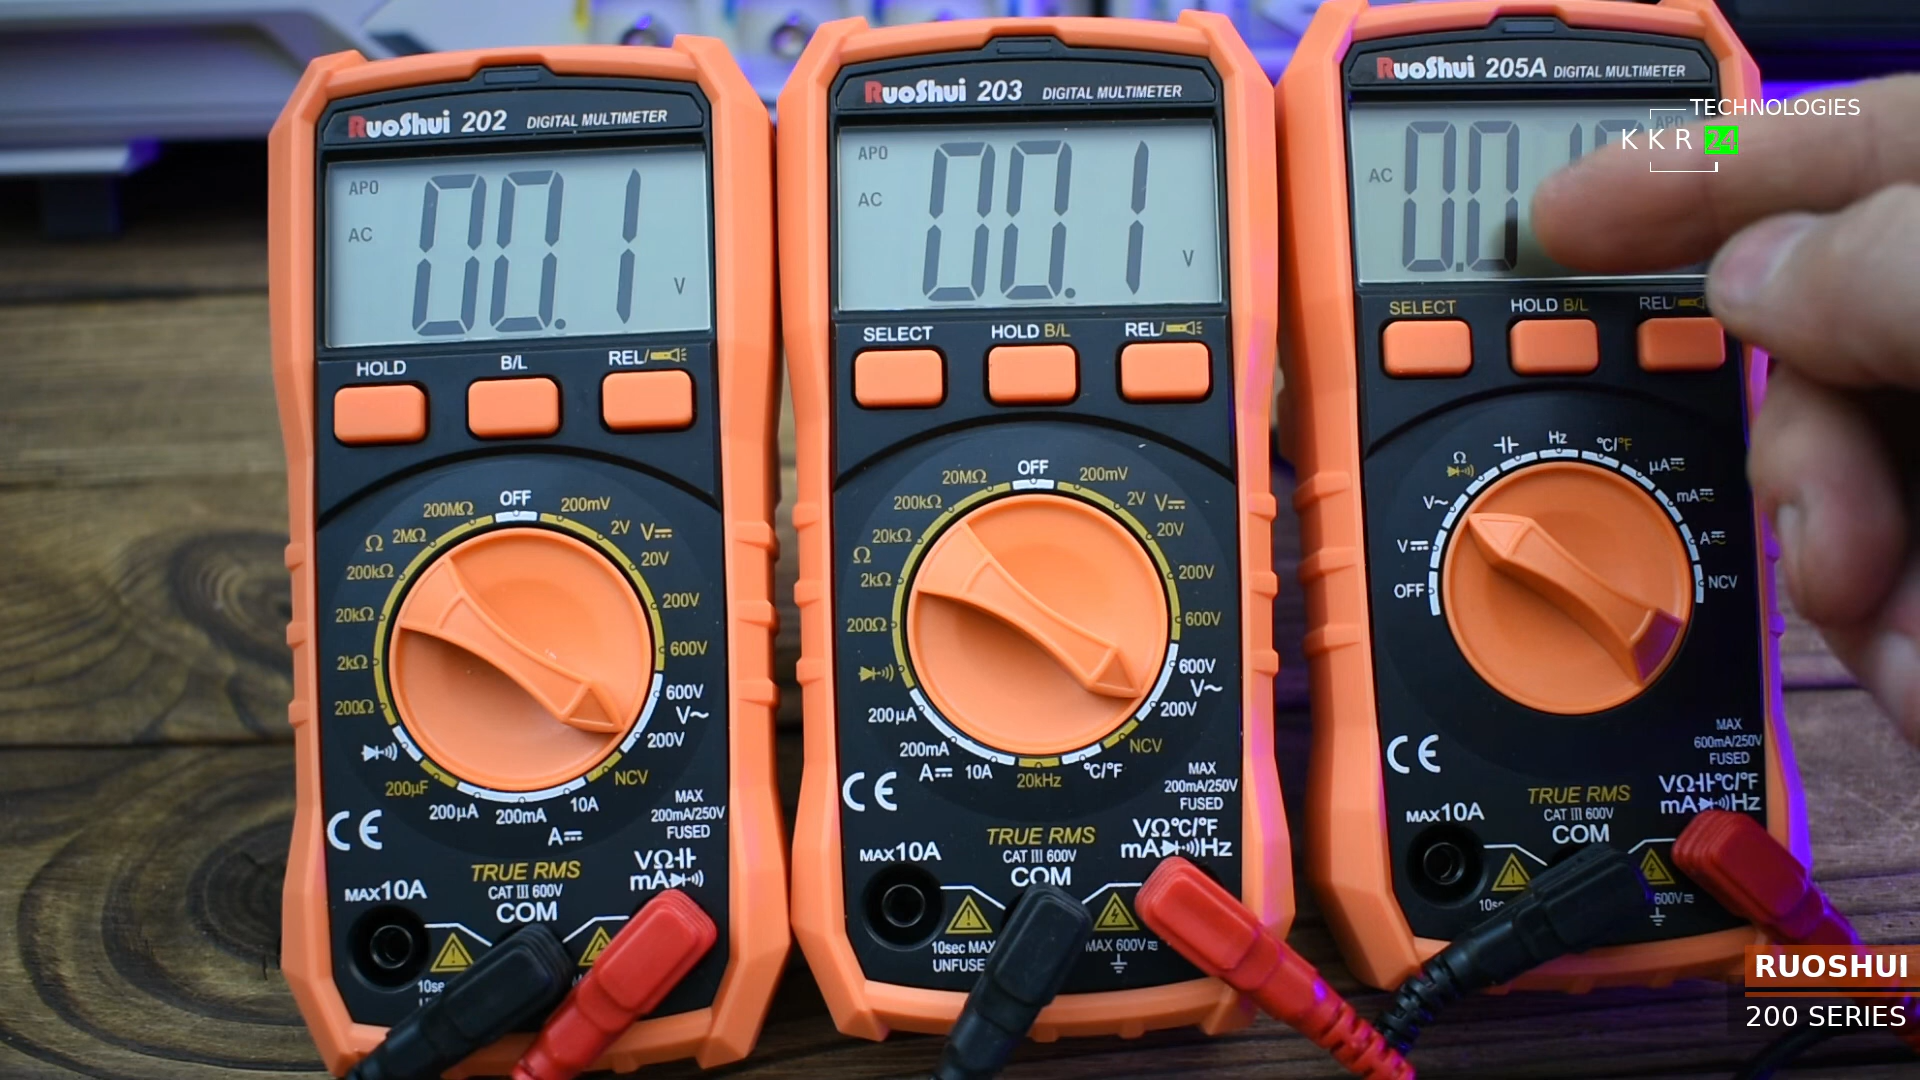 RuoShui 202 DIGITAL MULTIMETER
APO
AC
00.1
V
HOLD B/L REL/
OFF
200mV
2V
V⎓
20V
200V
600V
600V
V~
200V
NCV
10A
A⎓
200mA
200μA
200μF
200Ω
2kΩ
20kΩ
200kΩ
Ω
2MΩ
200MΩ
CE
MAX
200mA/250V
FUSED
TRUE RMS
CAT III 600V
COM
MAX10A
VΩ
mA
RuoShui 203 DIGITAL MULTIMETER
APO
AC
00.1
V
SELECT HOLD B/L REL/
OFF
200mV
2V
V⎓
20V
200V
600V
600V
V~
200V
NCV
°C/°F
20kHz
10A
A⎓
200mA
200μA
200Ω
2kΩ
Ω
20kΩ
200kΩ
20MΩ
CE
MAX
200mA/250V
FUSED
TRUE RMS
CAT III 600V
COM
MAX10A
VΩ°C/°F
mA Hz
10sec MAX
MAX 600V
RuoShui 205A DIGITAL MULTIMETER
APO
AC
SELECT HOLD B/L REL/
OFF
V⎓
V~
Ω
Hz
°C/°F
μA⎓
mA⎓
A⎓
NCV
CE
MAX
600mA/250V
FUSED
TRUE RMS
CAT III 600V
COM
MAX10A
VΩ °C/°F
mA Hz
600V
TECHNOLOGIES
KKR 24
RUOSHUI
200 SERIES